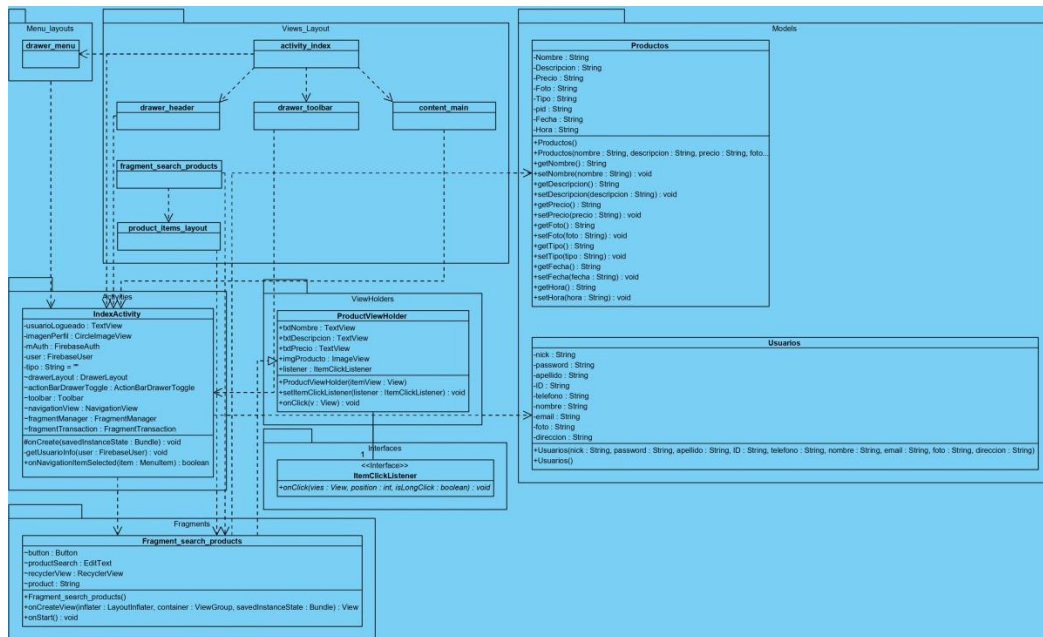 Menu_layouts
drawer_menu
Views_Layout
activity_index
drawer_header
drawer_toolbar
content_main
fragment_search_products
product_items_layout
Models
Productos
-Nombre : String
-Descripcion : String
-Precio : String
-Foto : String
-Tipo : String
-pid : String
-Fecha : String
-Hora : String
+Productos()
+Productos(nombre : String, descripcion : String, precio : String, foto...
+getNombre() : String
+setNombre(nombre : String) : void
+getDescripcion() : String
+setDescripcion(descripcion : String) : void
+getPrecio() : String
+setPrecio(precio : String) : void
+getFoto() : String
+setFoto(foto : String) : void
+getTipo() : String
+setTipo(tipo : String) : void
+getFecha() : String
+setFecha(fecha : String) : void
+getHora() : String
+setHora(hora : String) : void
Usuarios
-nick : String
-password : String
-apellido : String
-ID : String
-telefono : String
-nombre : String
-email : String
-foto : String
-direccion : String
+Usuarios(nick : String, password : String, apellido : String, ID : String, telefono : String, nombre : String, email : String, foto : String, direccion : String)
+Usuarios()
Activities
IndexActivity
-usuarioLogueado : TextView
-imagenPerfil : CircleImageView
-mAuth : FirebaseAuth
-user : FirebaseUser
-tipo : String = ""
~drawerLayout : DrawerLayout
~actionBarDrawerToggle : ActionBarDrawerToggle
~toolbar : Toolbar
~navigationView : NavigationView
~fragmentManager : FragmentManager
~fragmentTransaction : FragmentTransaction
#onCreate(savedInstanceState : Bundle) : void
-getUsuarioInfo(user : FirebaseUser) : void
+onNavigationItemSelected(item : MenuItem) : boolean
ViewHolders
ProductViewHolder
+txtNombre : TextView
+txtDescripcion : TextView
+txtPrecio : TextView
+imgProducto : ImageView
+listener : ItemClickListener
+ProductViewHolder(itemView : View)
+setItemClickListener(listener : ItemClickListener) : void
+onClick(v : View) : void
1
Interfaces
<<Interface>>
ItemClickListener
+onClick(vies : View, position : int, isLongClick : boolean) : void
Fragments
Fragment_search_products
~button : Button
~productSearch : EditText
~recyclerView : RecyclerView
~product : String
+Fragment_search_products()
+onCreateView(inflater : LayoutInflater, container : ViewGroup, savedInstanceState : Bundle) : View
+onStart() : void